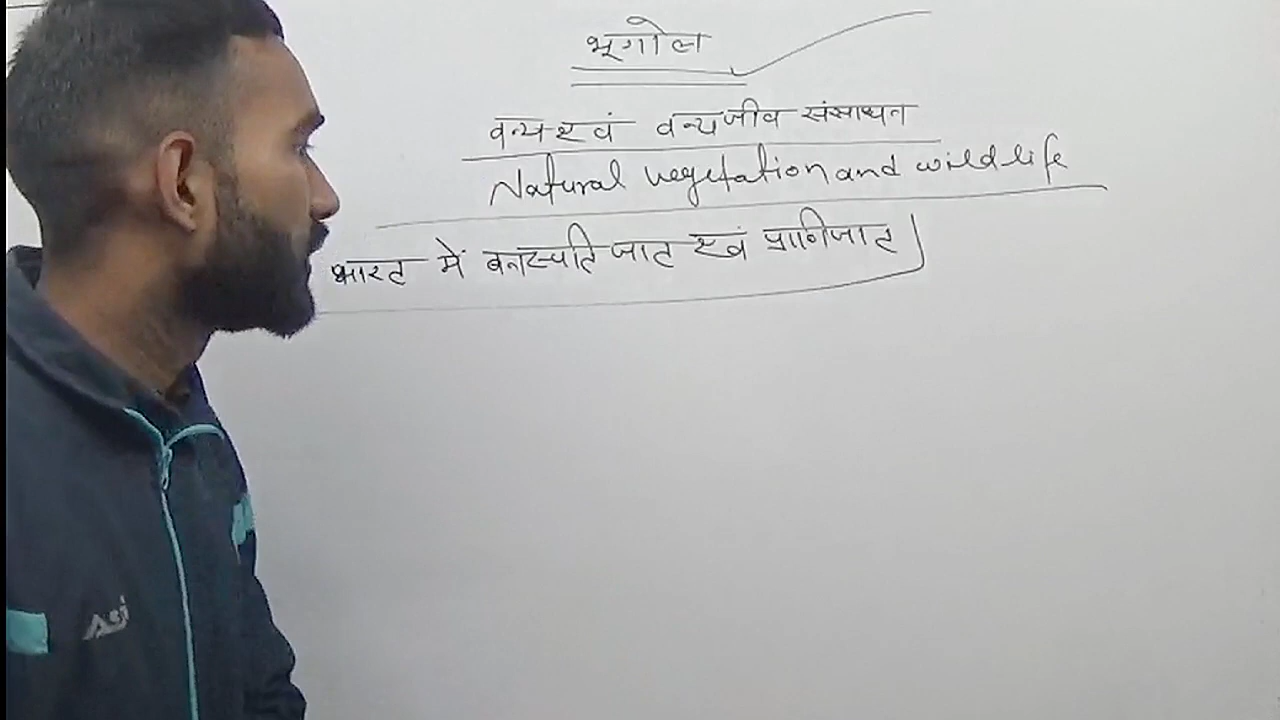 भूगोल
वन्य एवं वन्यजीव संसाधन
Natural vegetation and wildlife
भारत में वनस्पति जात एवं प्राणिजात